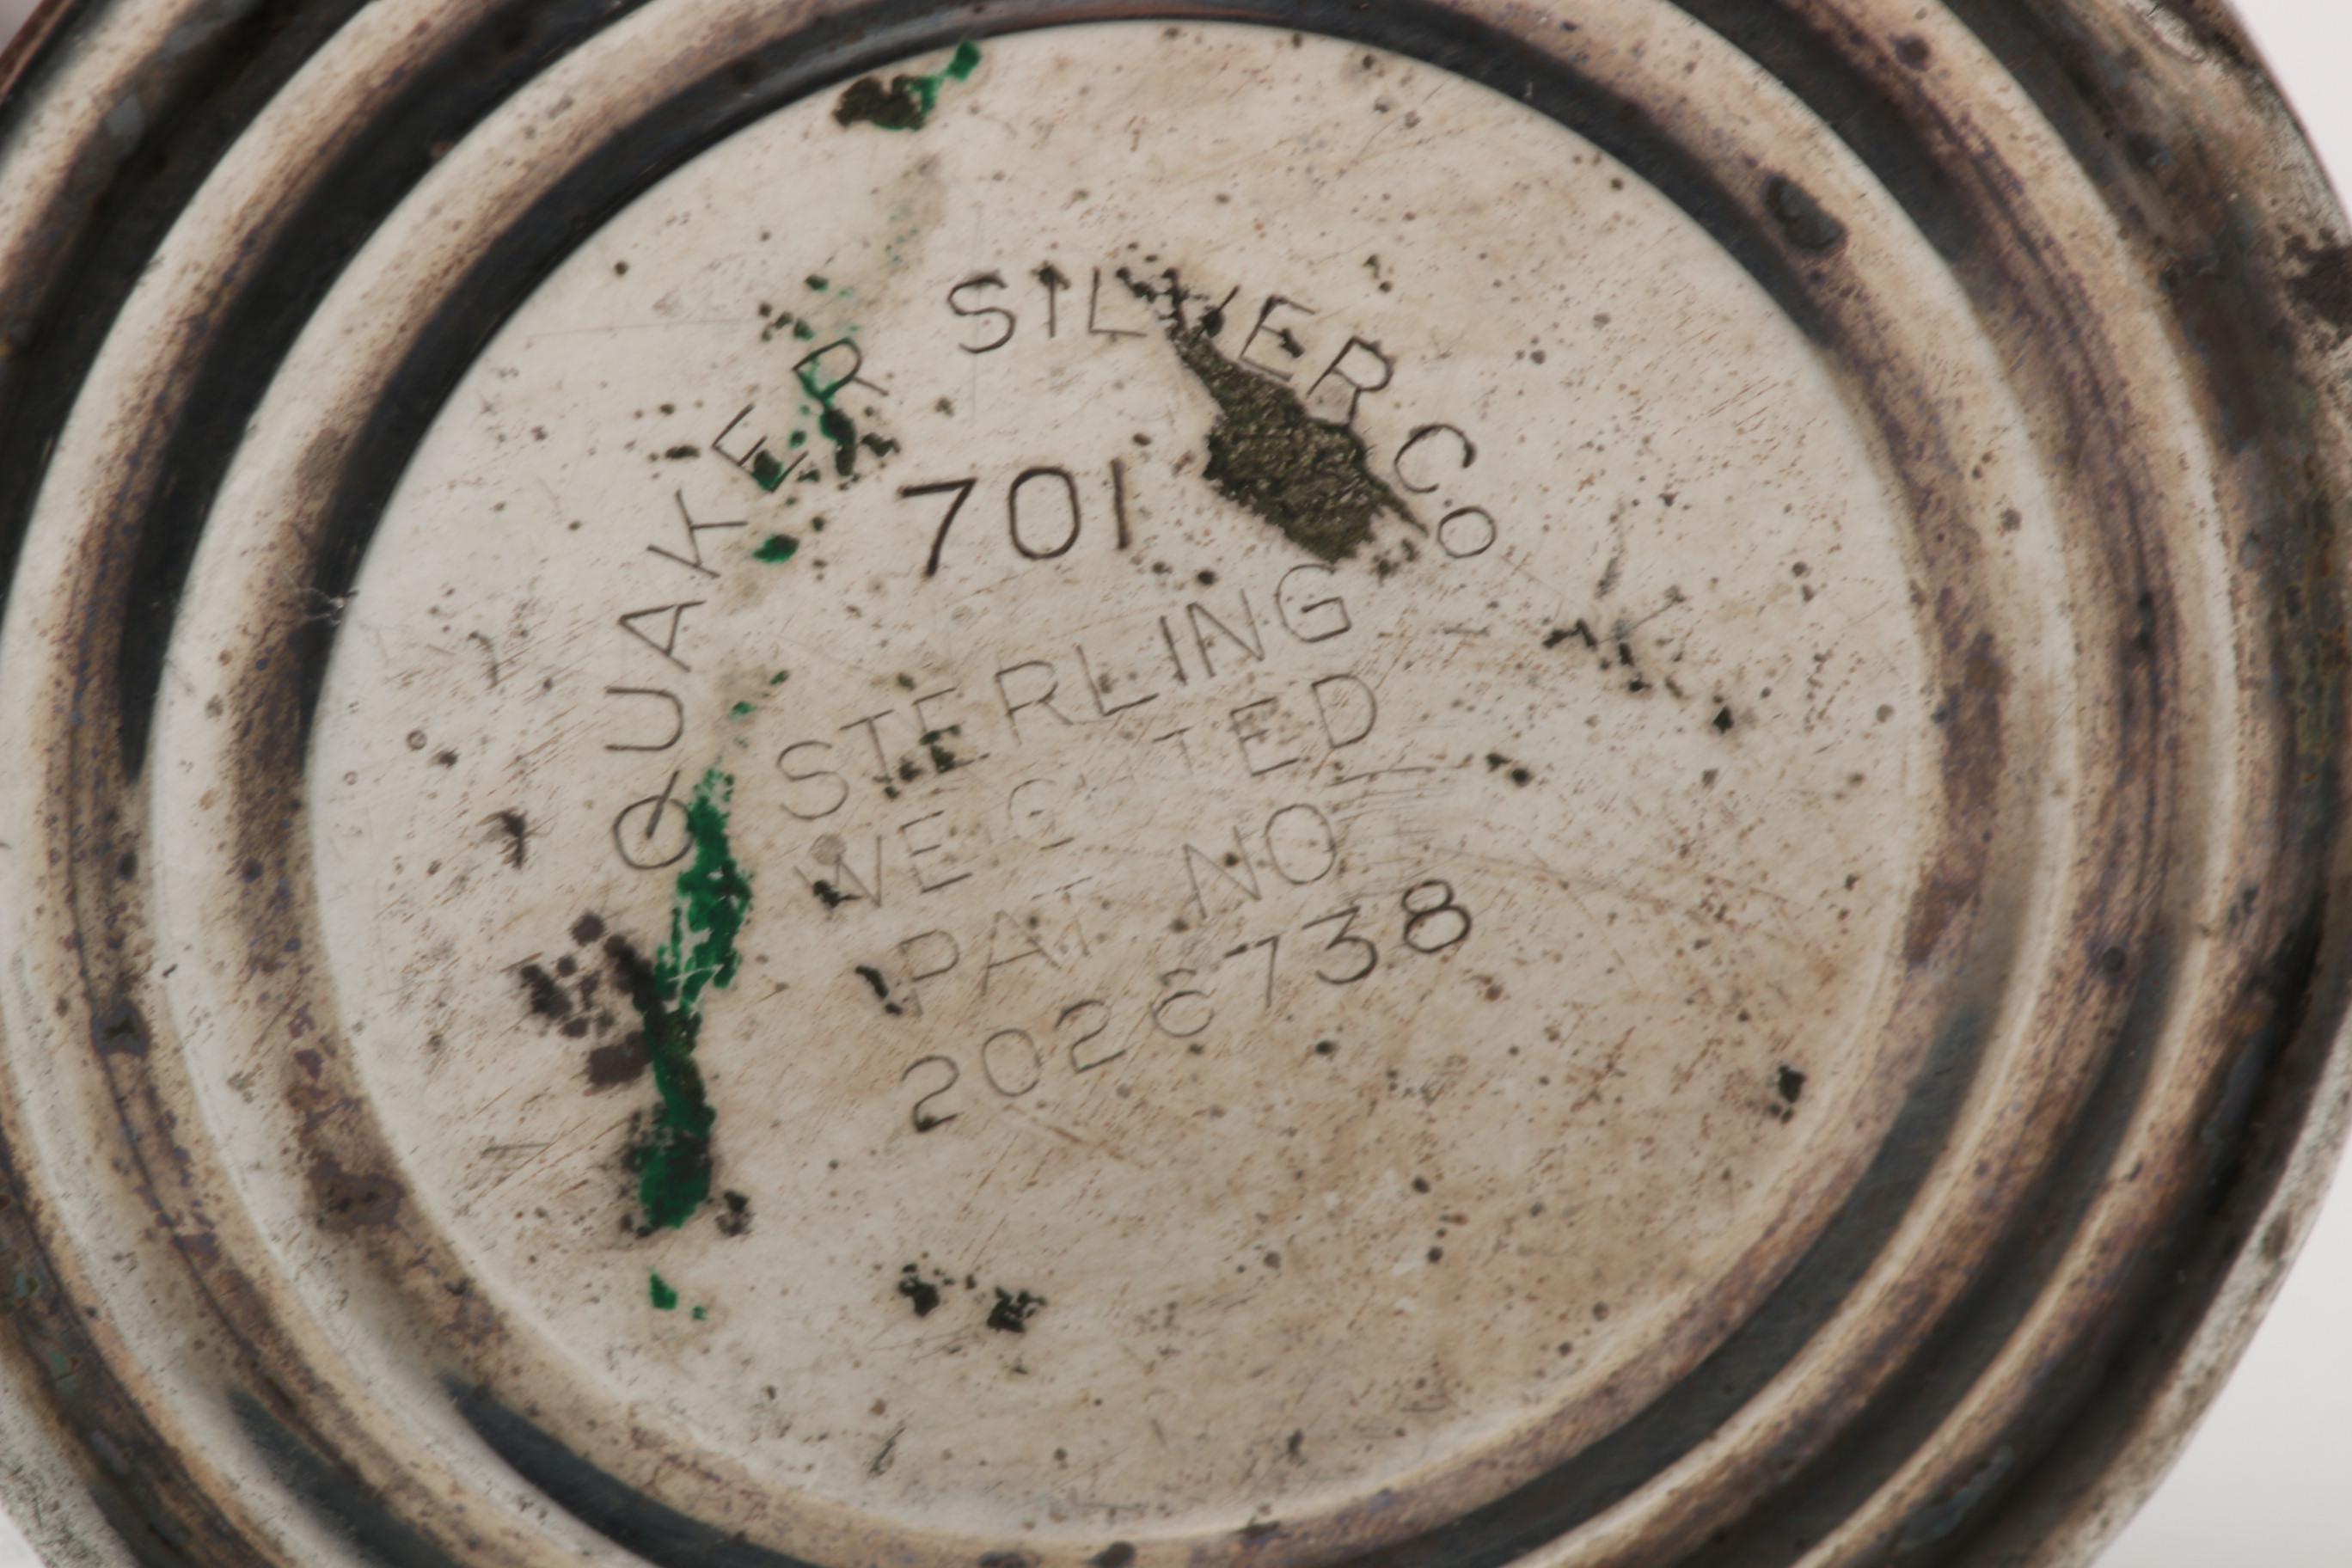 QUAKER SILVER Co
701
STERLING
WEIGHTED
PAT NO
2026738